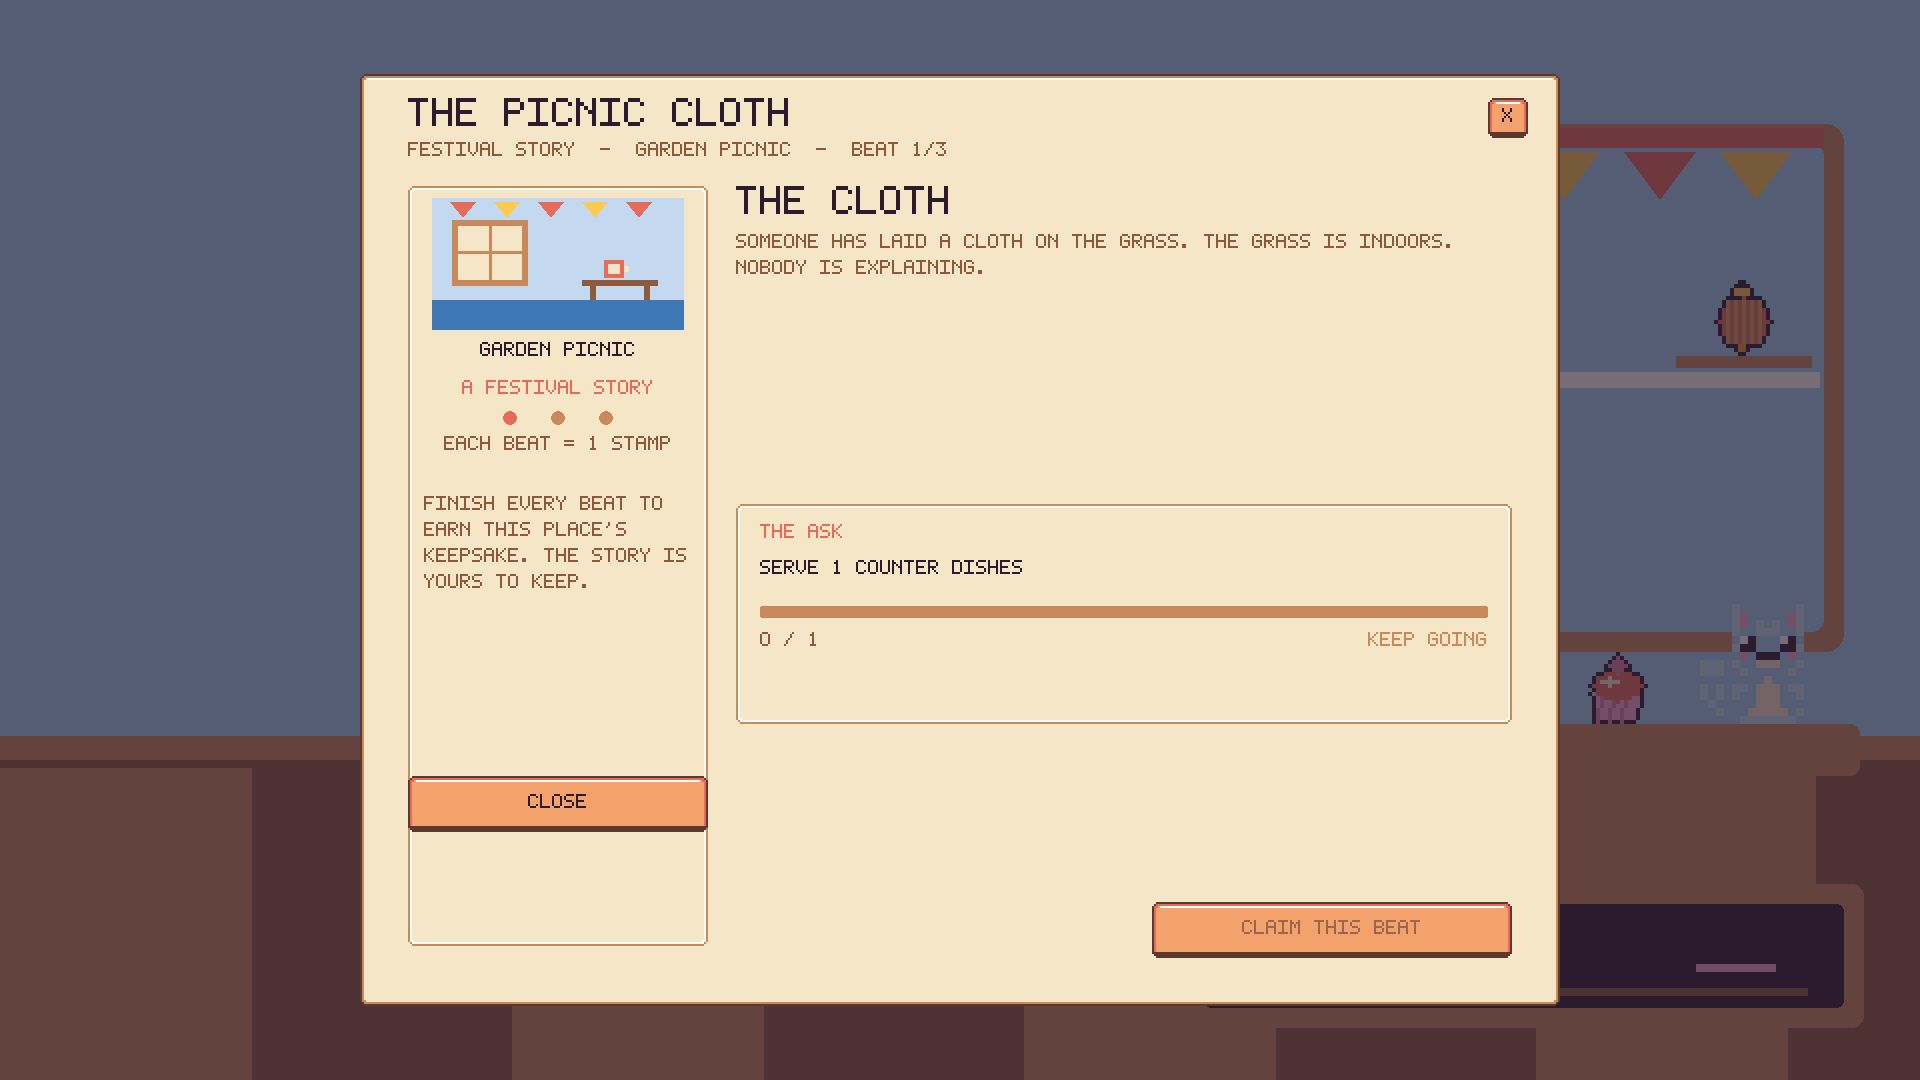 THE PICNIC CLOTH
X
FESTIVAL STORY - GARDEN PICNIC - BEAT 1/3
GARDEN PICNIC
A FESTIVAL STORY
EACH BEAT = 1 STAMP
FINISH EVERY BEAT TO
EARN THIS PLACE'S
KEEPSAKE. THE STORY IS
YOURS TO KEEP.
CLOSE
THE CLOTH
SOMEONE HAS LAID A CLOTH ON THE GRASS. THE GRASS IS INDOORS.
NOBODY IS EXPLAINING.
THE ASK
SERVE 1 COUNTER DISHES
0 / 1
KEEP GOING
CLAIM THIS BEAT